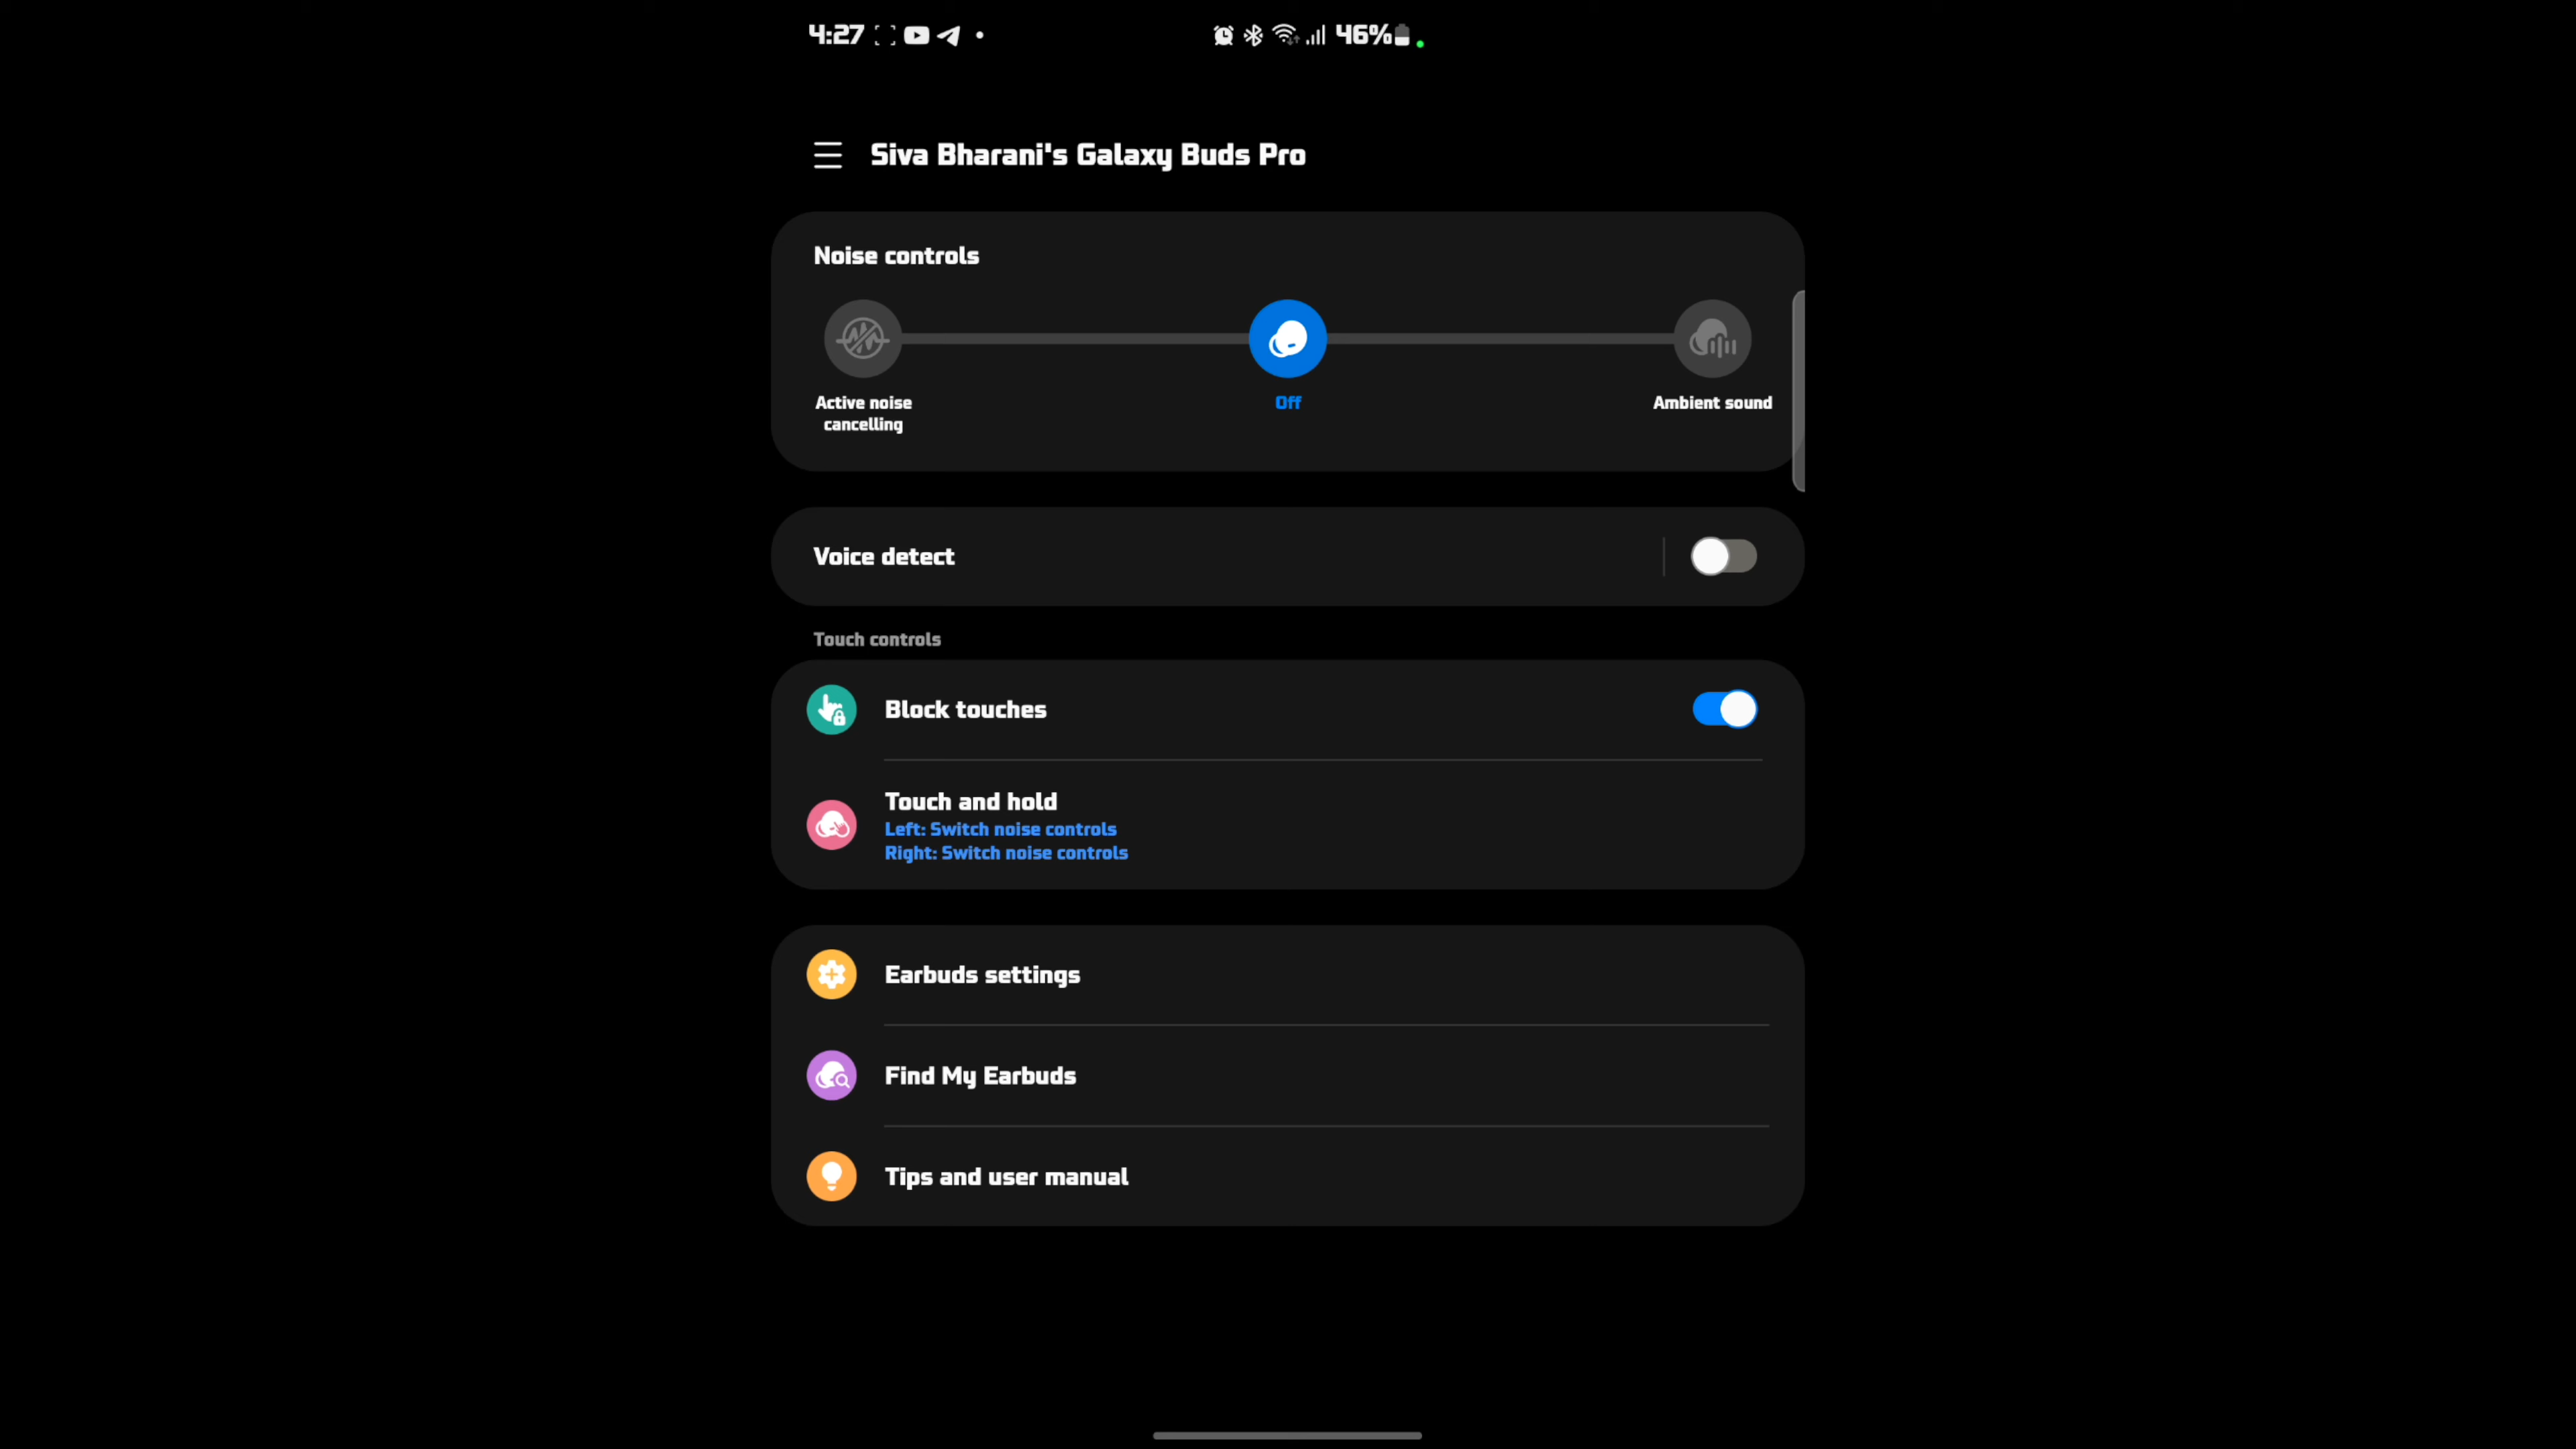 4:27
46%
Siva Bharani's Galaxy Buds Pro
Noise controls
Active noise
cancelling
Off
Ambient sound
Voice detect
Touch controls
Block touches
Touch and hold
Left: Switch noise controls
Right: Switch noise controls
Earbuds settings
Find My Earbuds
Tips and user manual